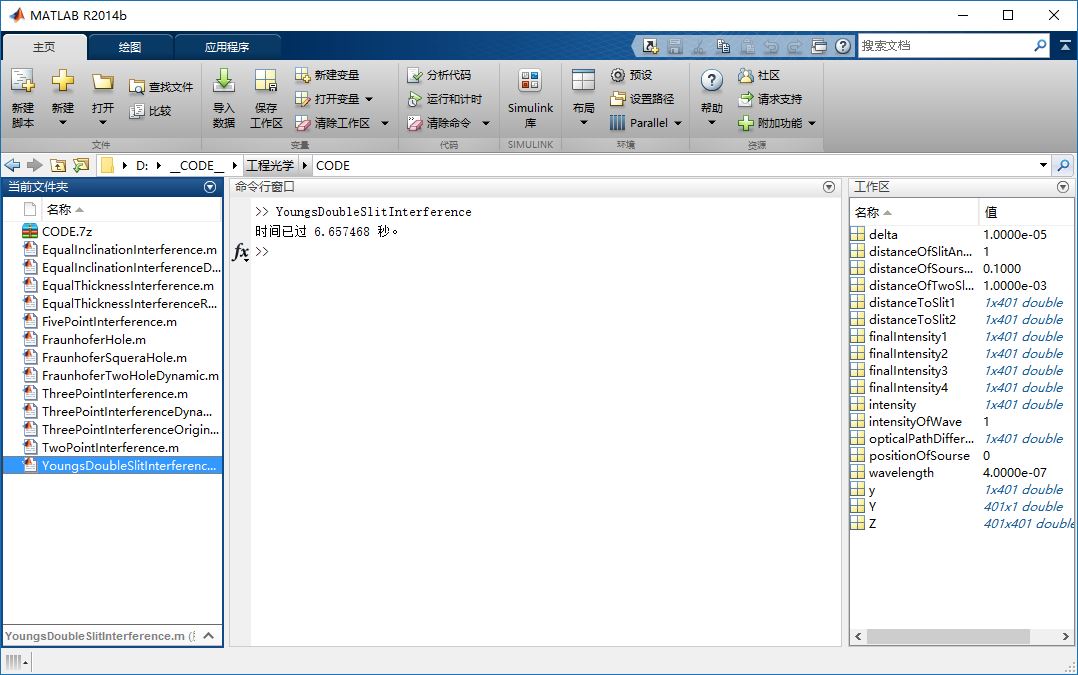 MATLAB R2014b
主页
绘图
应用程序
搜索文档
新建
脚本
新建
打开
查找文件
比较
导入
数据
保存
工作区
新建变量
打开变量
清除工作区
分析代码
运行和计时
清除命令
Simulink
库
布局
预设
设置路径
Parallel
帮助
社区
请求支持
附加功能
文件
变量
代码
SIMULINK
环境
资源
D:
__CODE__
工程光学
CODE
当前文件夹
名称
CODE.7z
EqualInclinationInterference.m
EqualInclinationInterferenceD...
EqualThicknessInterference.m
EqualThicknessInterferenceR...
FivePointInterference.m
FraunhoferHole.m
FraunhoferSqueraHole.m
FraunhoferTwoHoleDynamic.m
ThreePointInterference.m
ThreePointInterferenceDyna...
ThreePointInterferenceOrigin...
TwoPointInterference.m
YoungsDoubleSlitInterferenc...
YoungsDoubleSlitInterference.m
命令行窗口
>> YoungsDoubleSlitInterference
时间已过 6.657468 秒。
fx >>
工作区
名称 值
delta 1.0000e-05
distanceOfSlitAn... 1
distanceOfSours... 0.1000
distanceOfTwoSl... 1.0000e-03
distanceToSlit1 1x401 double
distanceToSlit2 1x401 double
finalIntensity1 1x401 double
finalIntensity2 1x401 double
finalIntensity3 1x401 double
finalIntensity4 1x401 double
intensity 1x401 double
intensityOfWave 1
opticalPathDiffer... 1x401 double
positionOfSourse 0
wavelength 4.0000e-07
y 1x401 double
Y 401x1 double
Z 401x401 double